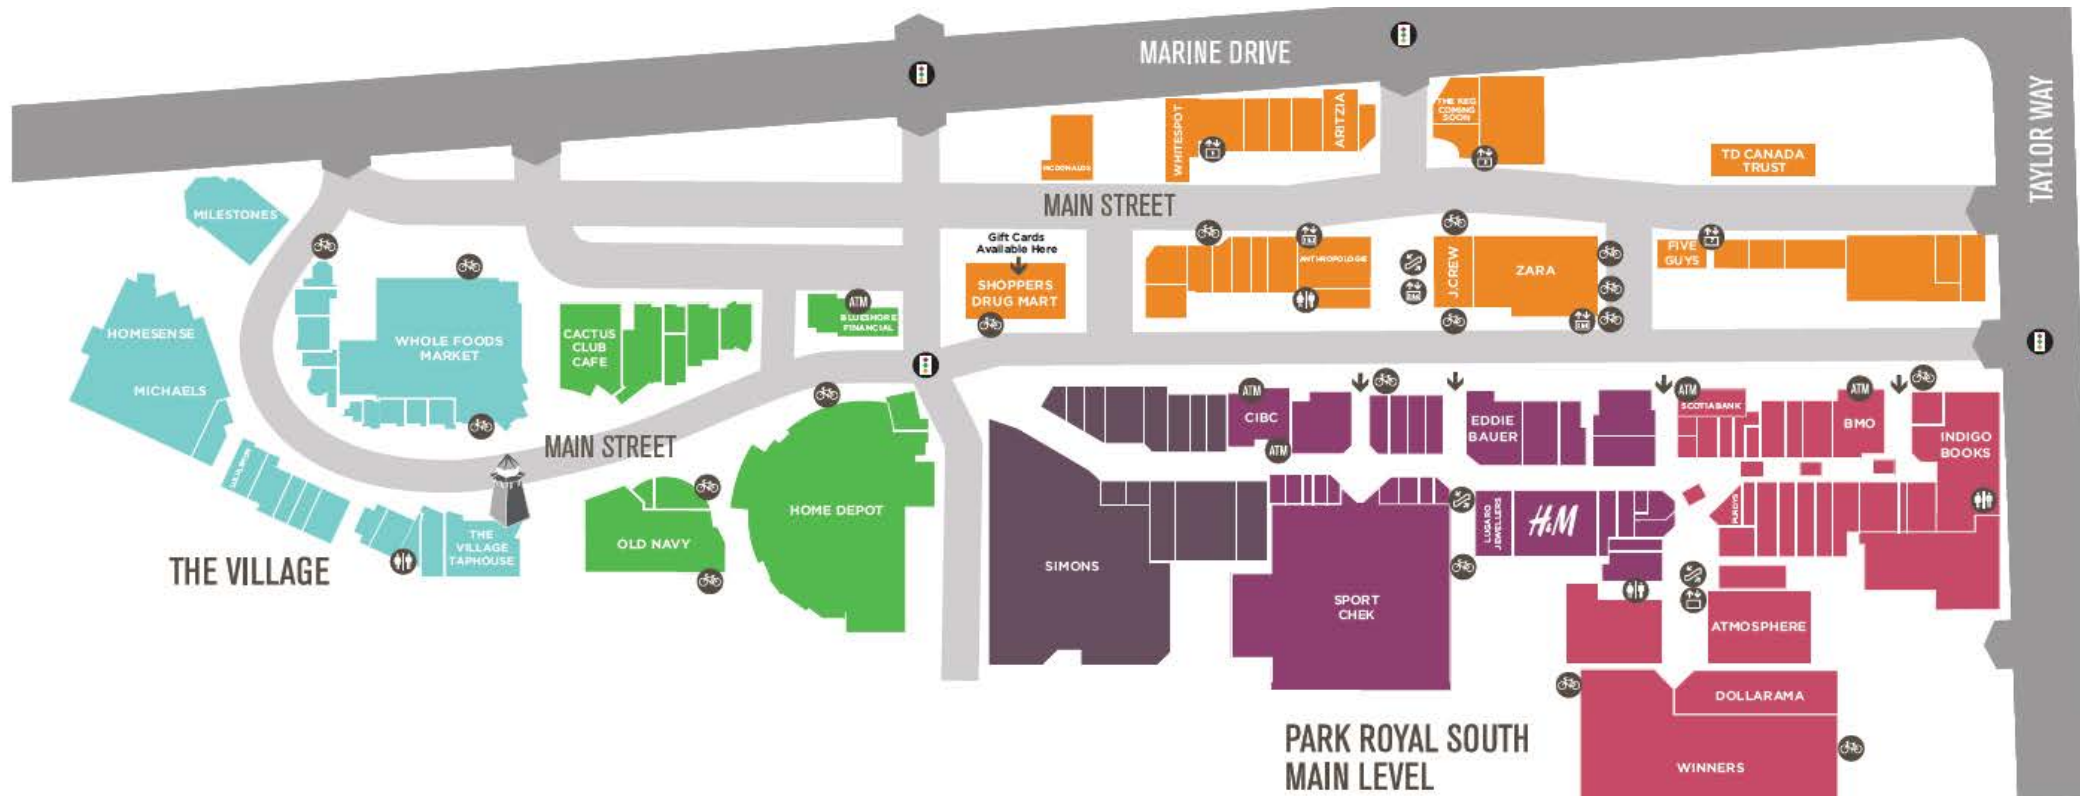 MARINE DRIVE
TAYLOR WAY
WHITESPOT
ARITZIA
THE KEG
COMING
SOON
MCDONALDS
TD CANADA
TRUST
MAIN STREET
MILESTONES
Gift Cards
Available Here
SHOPPERS
DRUG MART
ANTHROPOLOGIE
J.CREW
ZARA
FIVE
GUYS
HOMESENSE
MICHAELS
WHOLE FOODS
MARKET
CACTUS
CLUB
CAFE
ATM
BLUESHORE
FINANCIAL
MAIN STREET
LULULEMON
THE
VILLAGE
TAPHOUSE
THE VILLAGE
OLD NAVY
HOME DEPOT
SIMONS
ATM
CIBC
ATM
SPORT
CHEK
EDDIE
BAUER
LUGARO
JEWELLERS
H&M
ATM
SCOTIABANK
ATM
BMO
INDIGO
BOOKS
PURDYS
ATMOSPHERE
DOLLARAMA
WINNERS
PARK ROYAL SOUTH
MAIN LEVEL